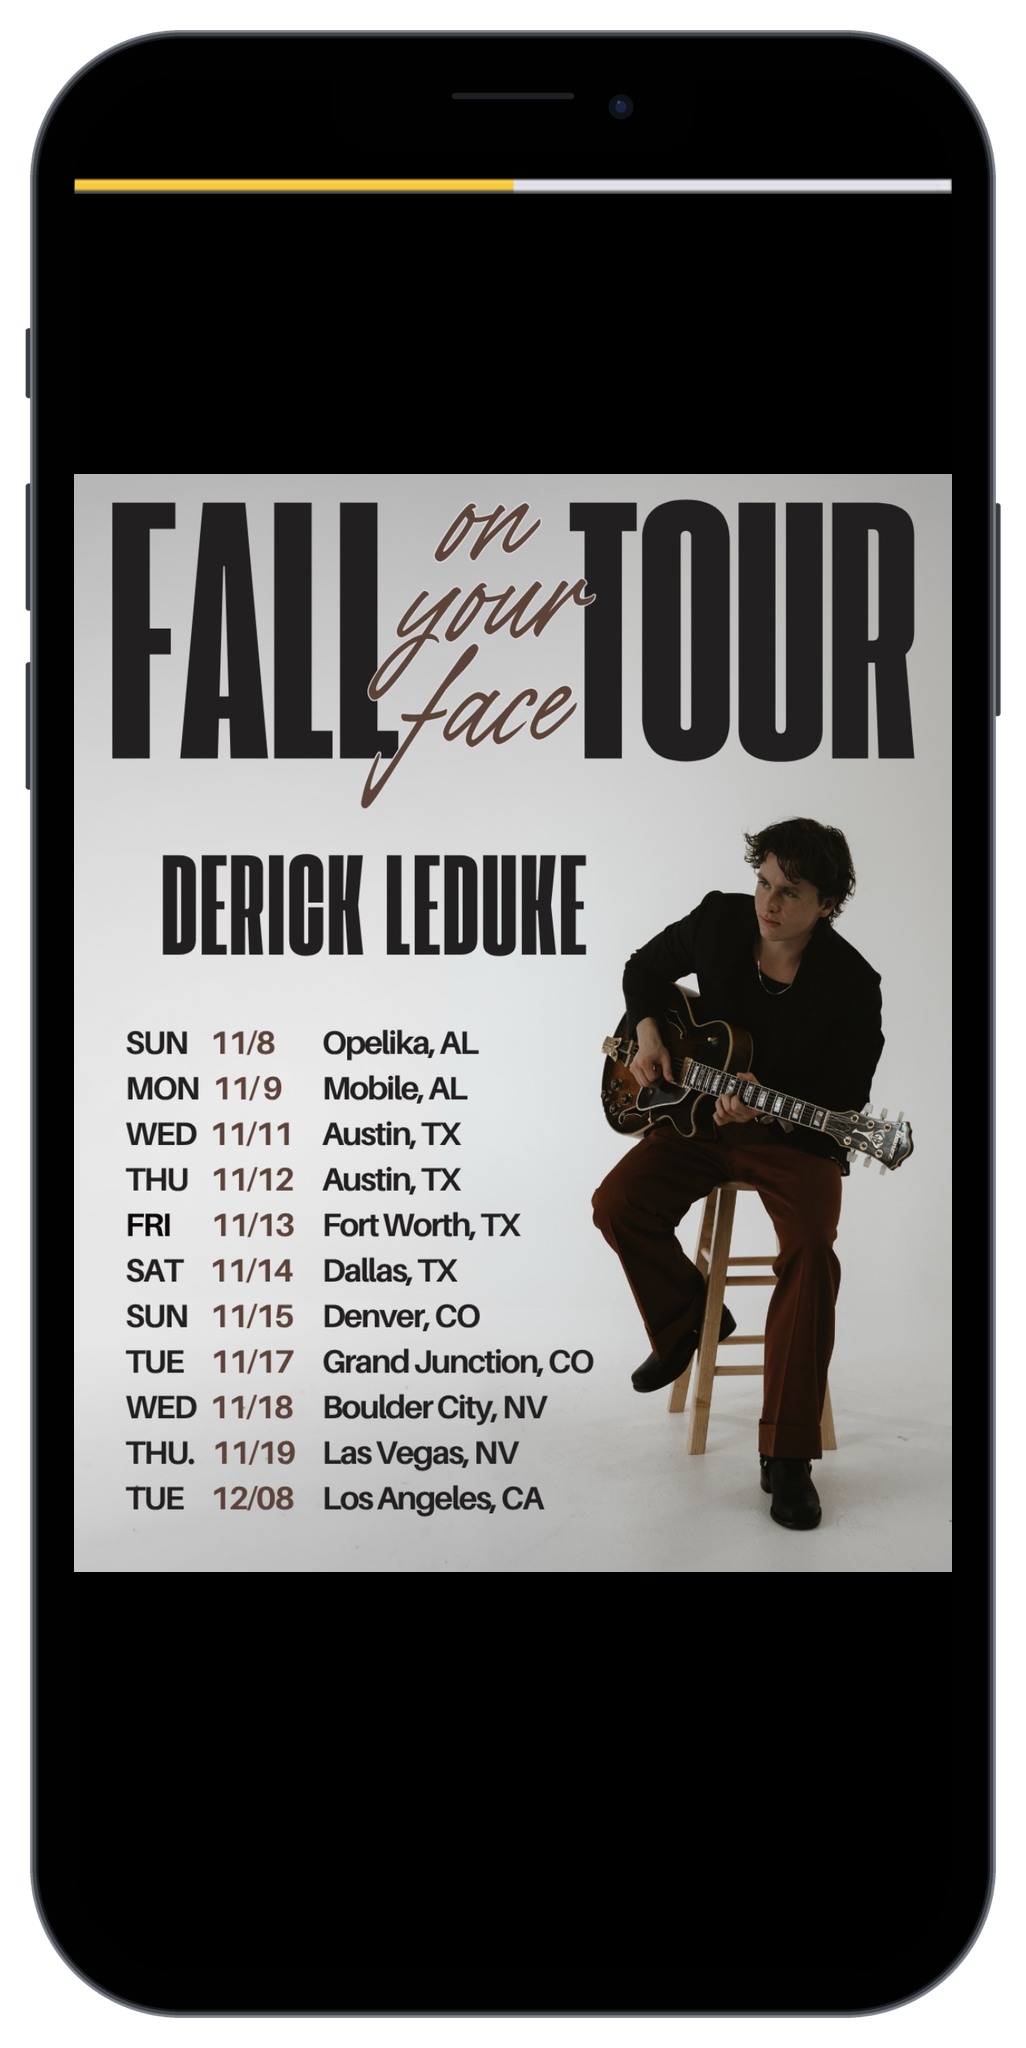 FALL on your face TOUR
DERICK LEDUKE
SUN 11/8 Opelika, AL
MON 11/9 Mobile, AL
WED 11/11 Austin, TX
THU 11/12 Austin, TX
FRI 11/13 Fort Worth, TX
SAT 11/14 Dallas, TX
SUN 11/15 Denver, CO
TUE 11/17 Grand Junction, CO
WED 11/18 Boulder City, NV
THU. 11/19 Las Vegas, NV
TUE 12/08 Los Angeles, CA